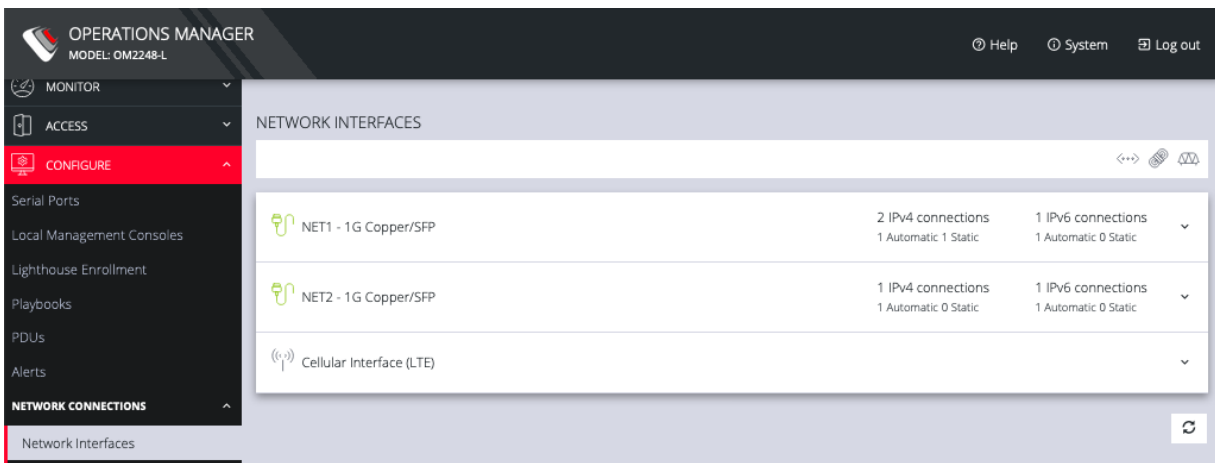 OPERATIONS MANAGER
MODEL: OM2248-L
Help
System
Log out
MONITOR
ACCESS
CONFIGURE
Serial Ports
Local Management Consoles
Lighthouse Enrollment
Playbooks
PDUs
Alerts
NETWORK CONNECTIONS
Network Interfaces
NETWORK INTERFACES
NET1 - 1G Copper/SFP
2 IPv4 connections
1 Automatic 1 Static
1 IPv6 connections
1 Automatic 0 Static
NET2 - 1G Copper/SFP
1 IPv4 connections
1 Automatic 0 Static
1 IPv6 connections
1 Automatic 0 Static
Cellular Interface (LTE)